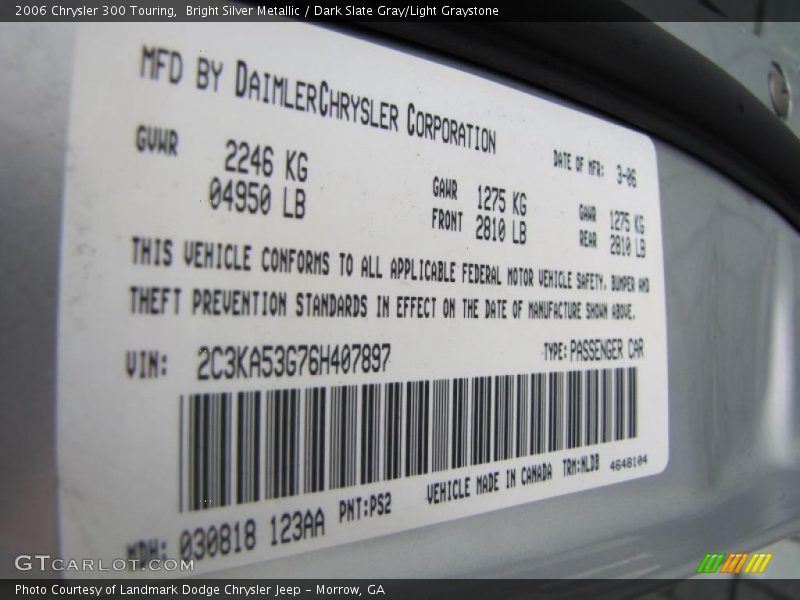 2006 Chrysler 300 Touring, Bright Silver Metallic / Dark Slate Gray/Light Graystone
MFD BY DAIMLERCHRYSLER CORPORATION
DATE OF MFR: 3-06
GVWR 2246 KG
04950 LB
GAWR 1275 KG
FRONT 2810 LB
GAWR 1275 KG
REAR 2810 LB
THIS VEHICLE CONFORMS TO ALL APPLICABLE FEDERAL MOTOR VEHICLE SAFETY, BUMPER AND
THEFT PREVENTION STANDARDS IN EFFECT ON THE DATE OF MANUFACTURE SHOWN ABOVE.
VIN: 2C3KA53G76H407897 TYPE: PASSENGER CAR
MDH: 030818 123AA PNT:PS2 VEHICLE MADE IN CANADA TRM:NLDB 4648104
GTCarLot.com
Photo Courtesy of Landmark Dodge Chrysler Jeep - Morrow, GA